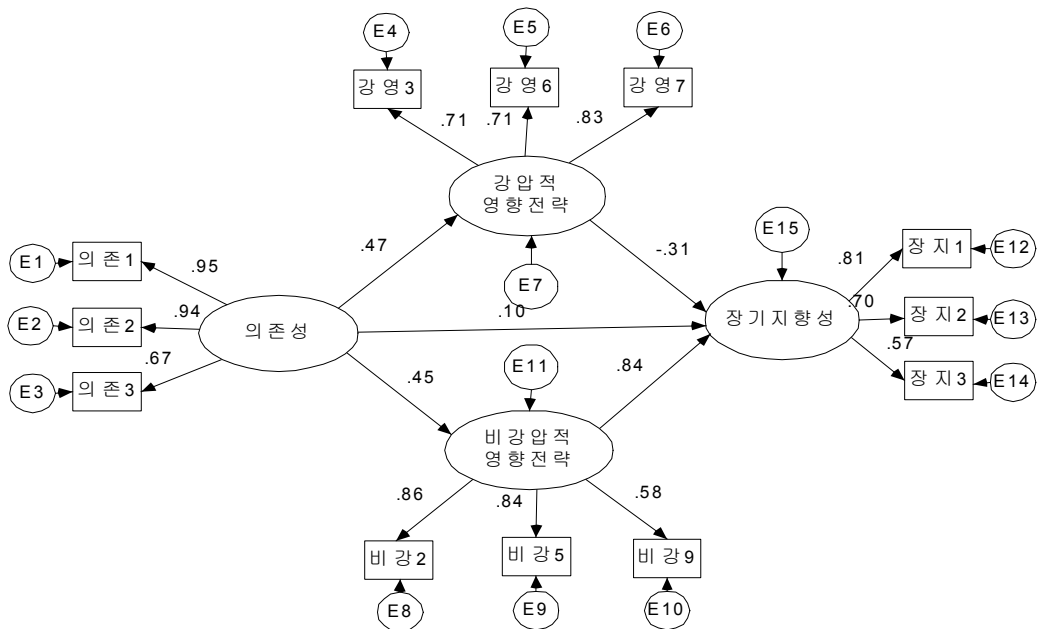 E4
E5
E6
강영3
강영6
강영7
.71
.71
.83
강압적
영향전략
E7
.47
-.31
E15
E1
의존1
.95
E2
의존2
.94
E3
의존3
.67
의존성
.10
장기지향성
.81
장지1
E12
.70
장지2
E13
.57
장지3
E14
.45
E11
.84
비강압적
영향전략
.86
.84
.58
비강2
비강5
비강9
E8
E9
E10